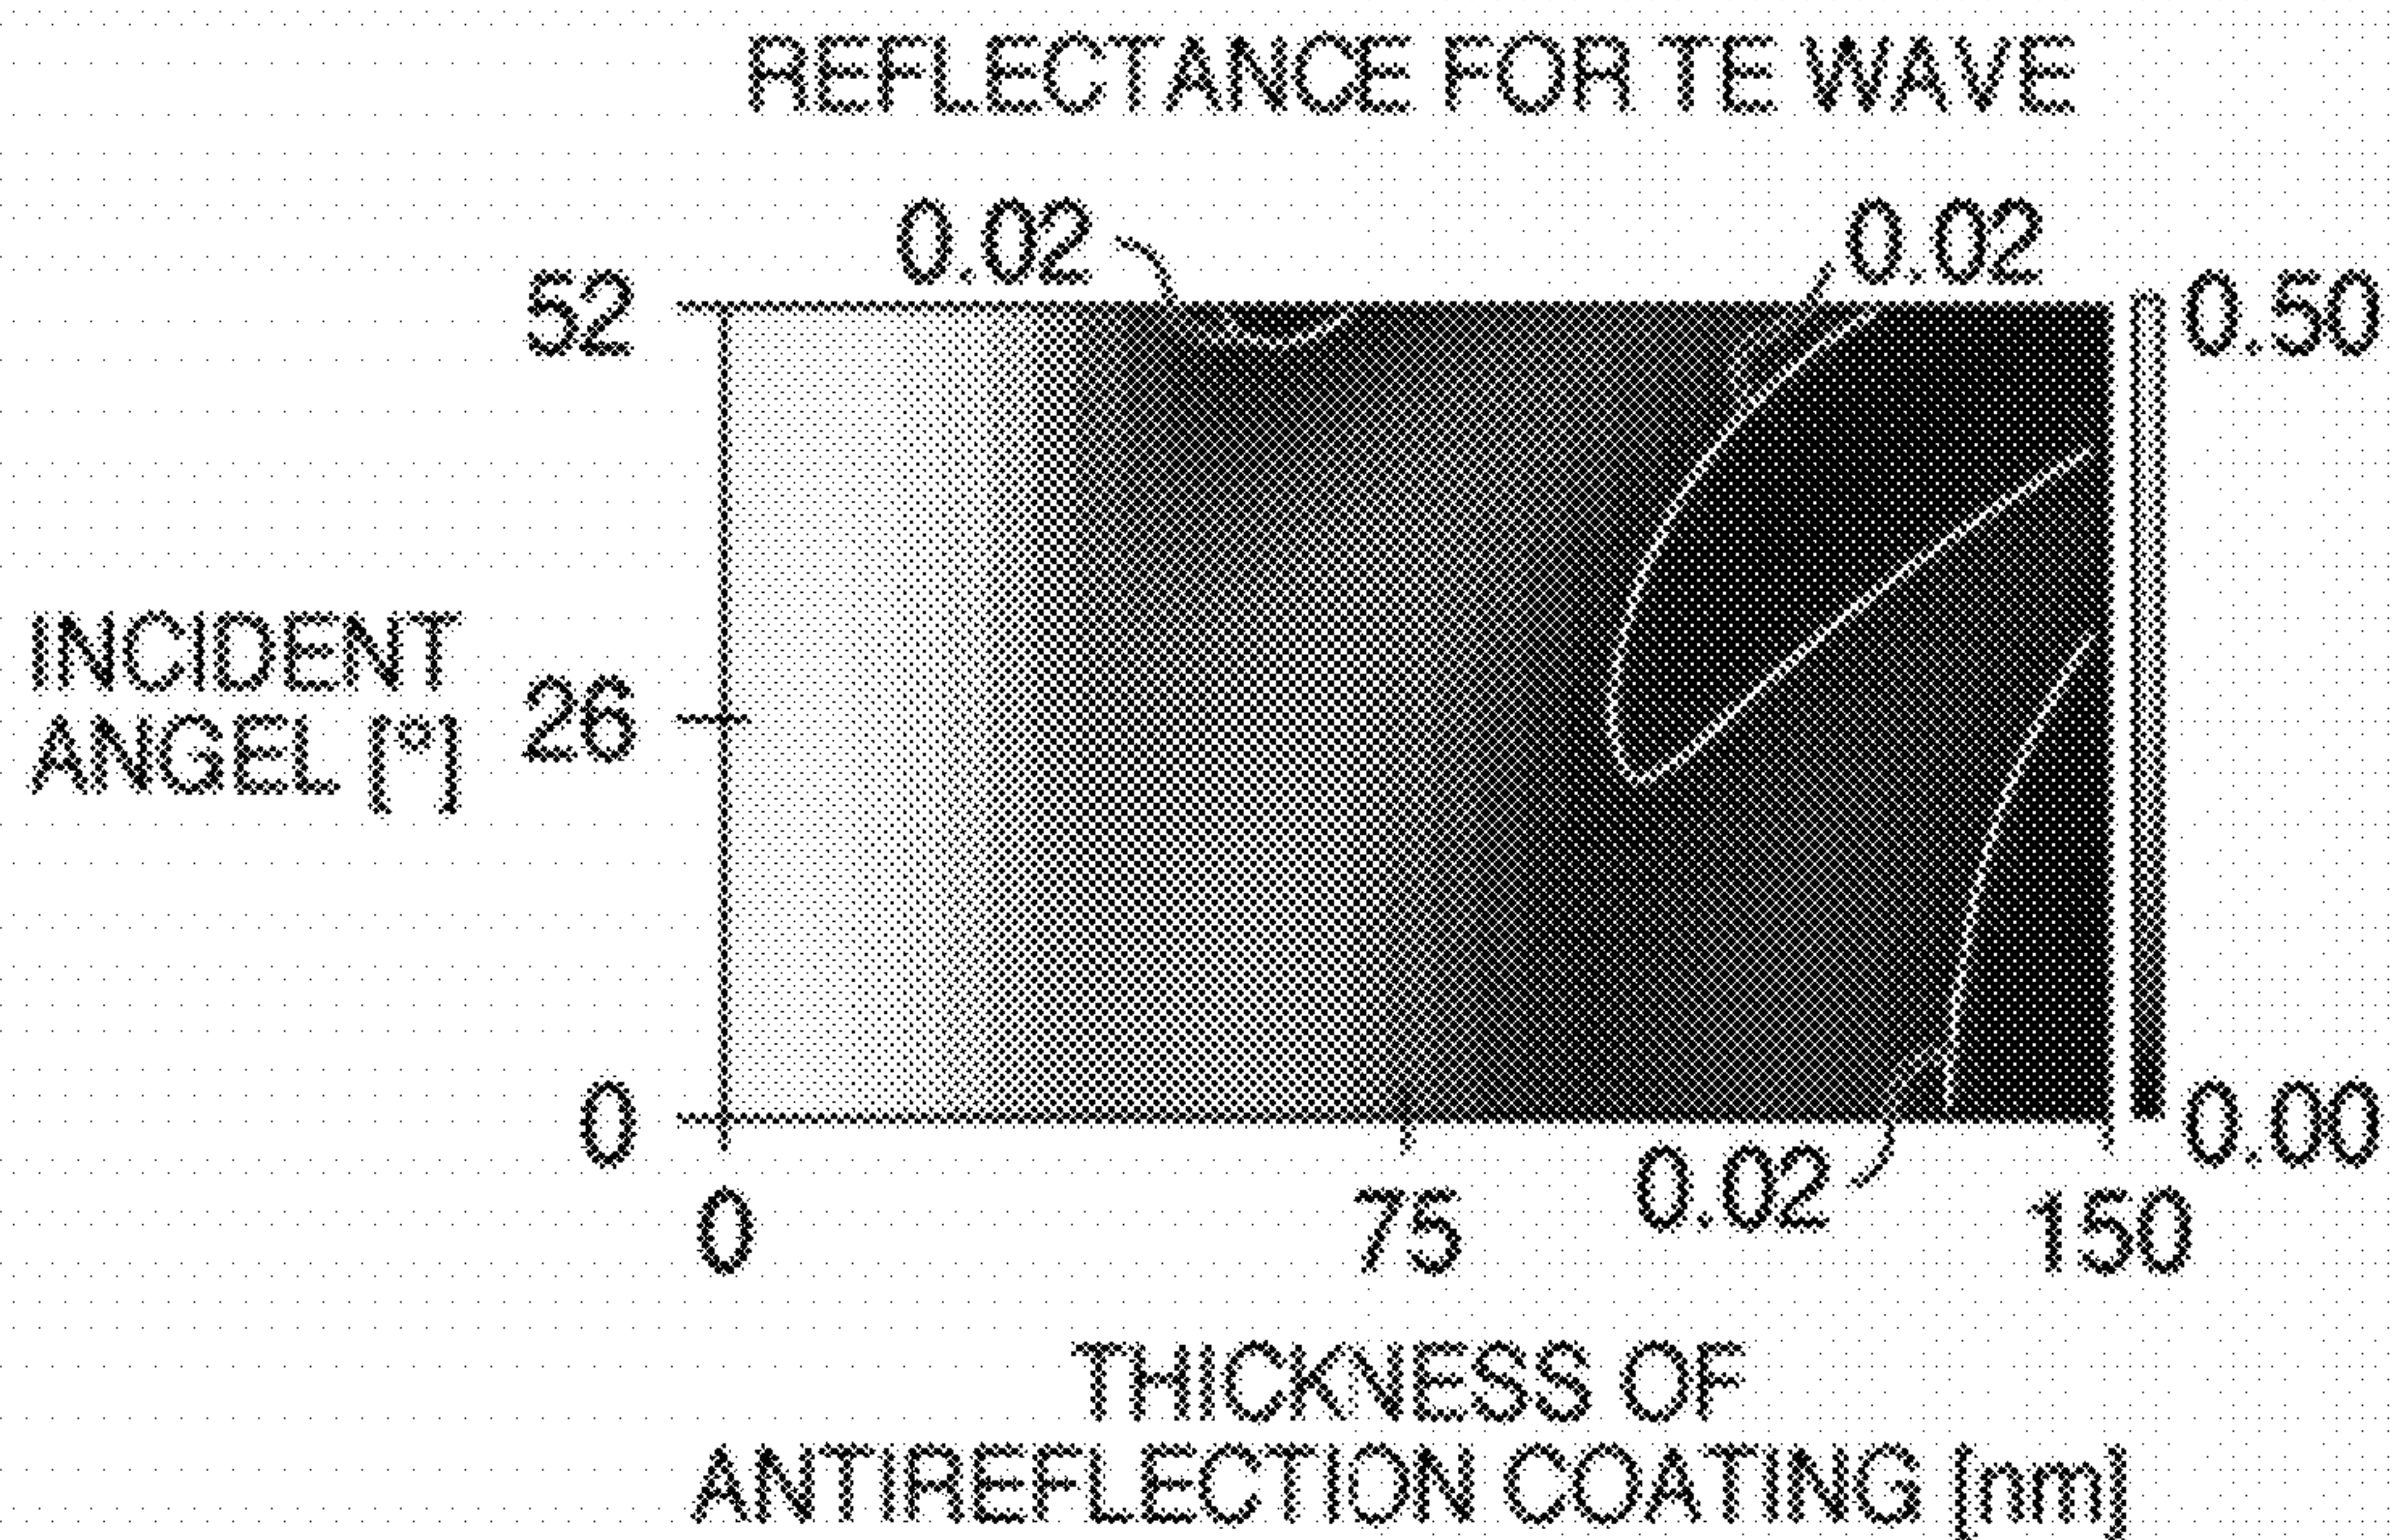 REFLECTANCE FOR TE WAVE
0.02
0.02
52
0.50
INCIDENT
ANGEL [°]
26
0
0.00
0.02
0
75
150
THICKNESS OF
ANTIREFLECTION COATING [nm]